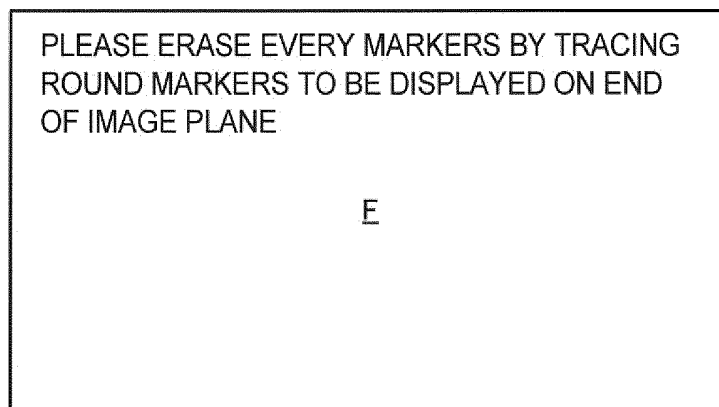 PLEASE ERASE EVERY MARKERS BY TRACING
ROUND MARKERS TO BE DISPLAYED ON END
OF IMAGE PLANE
F